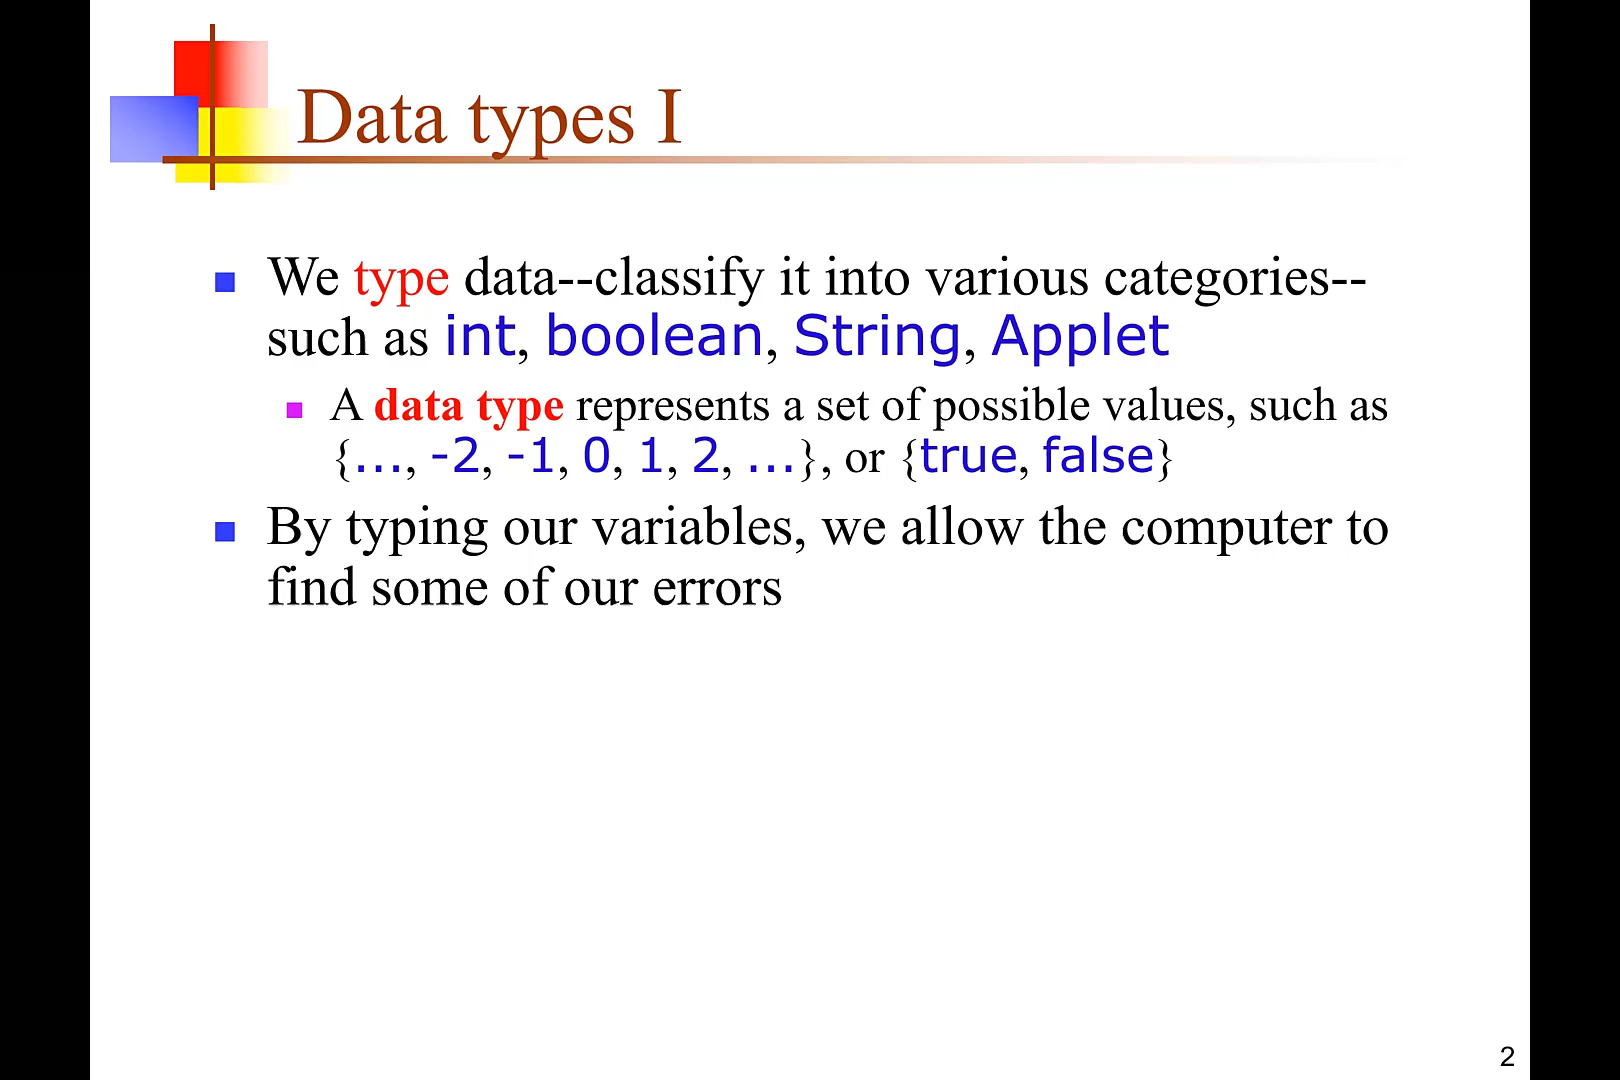 Data types I
We type data--classify it into various categories--
such as int, boolean, String, Applet
A data type represents a set of possible values, such as
{..., -2, -1, 0, 1, 2, ...}, or {true, false}
By typing our variables, we allow the computer to
find some of our errors
2